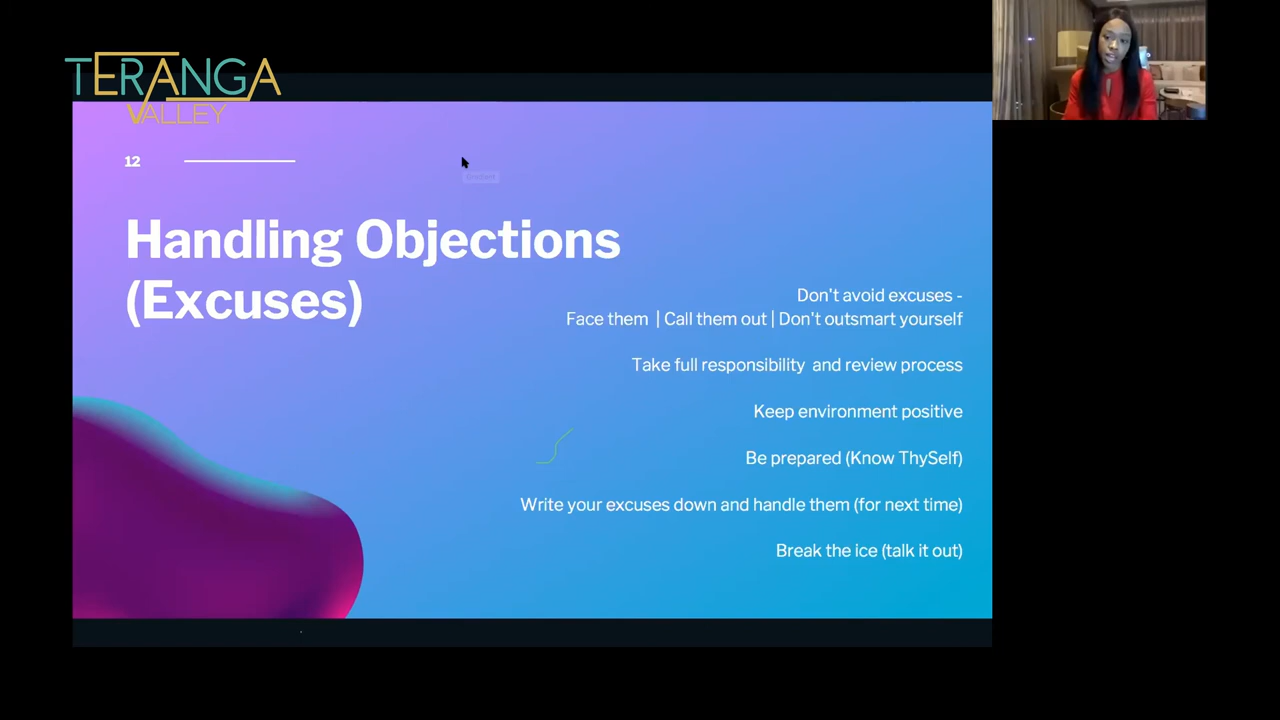 TERANGA
VALLEY
12
Handling Objections
(Excuses)
Don't avoid excuses -
Face them | Call them out | Don't outsmart yourself
Take full responsibility and review process
Keep environment positive
Be prepared (Know ThySelf)
Write your excuses down and handle them (for next time)
Break the ice (talk it out)